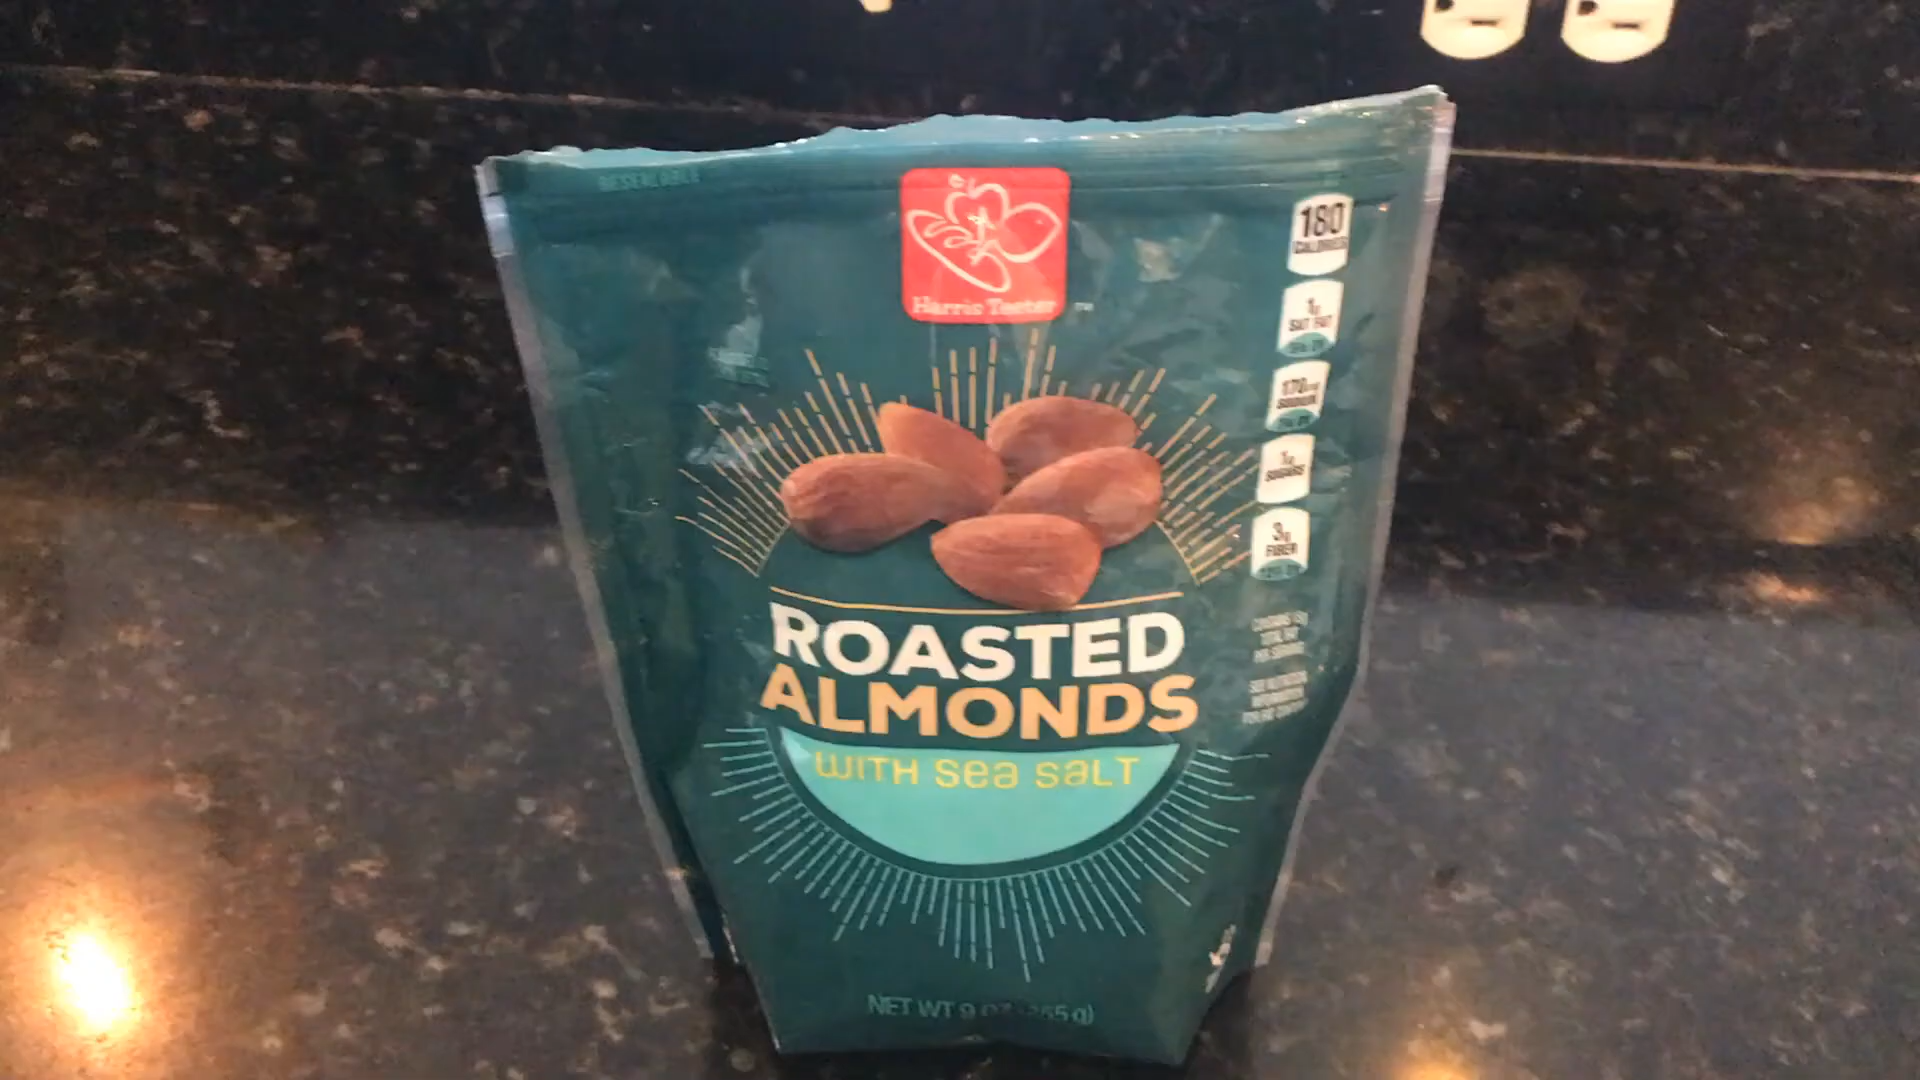 RESEALABLE
Harris Teeter™
180
CALORIES
1g
SAT FAT
170mg
SODIUM
1g
SUGARS
3g
FIBER
ROASTED
ALMONDS
WITH sea salt
NET WT 9 OZ (255 g)